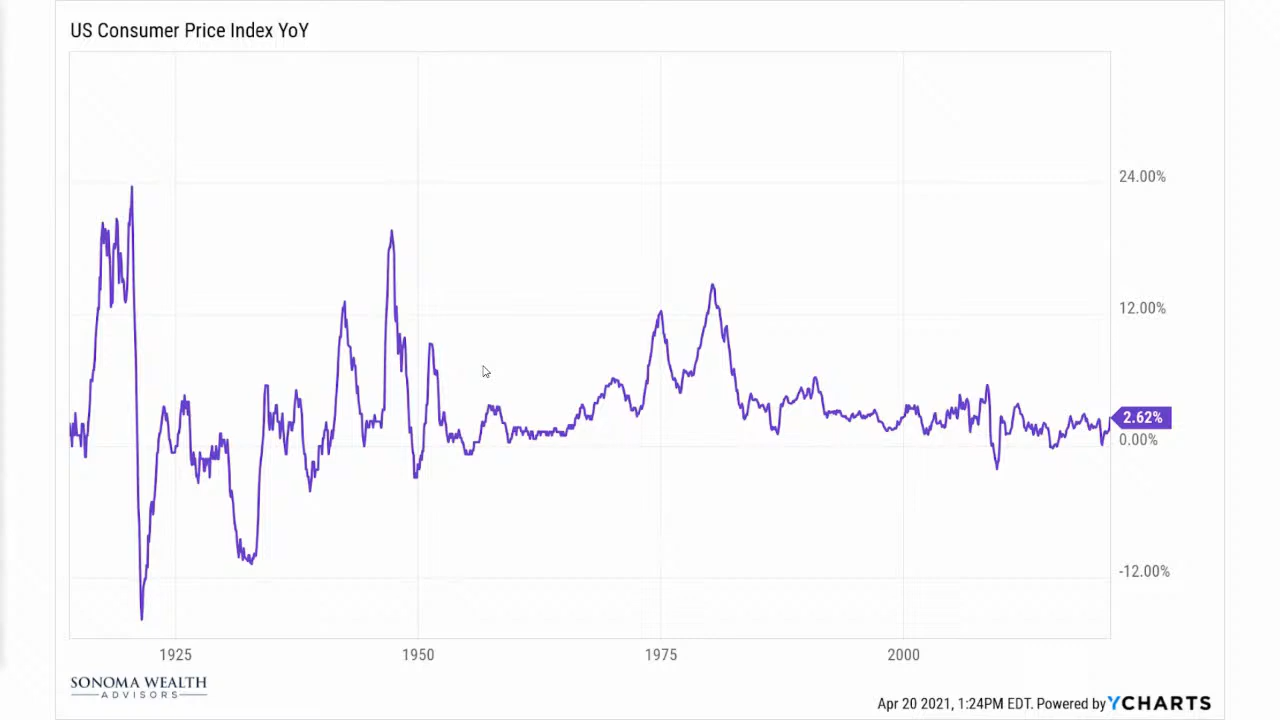 US Consumer Price Index YoY
24.00%
12.00%
2.62%
0.00%
-12.00%
1925 1950 1975 2000
SONOMA WEALTH
ADVISORS
Apr 20 2021, 1:24PM EDT. Powered by YCHARTS